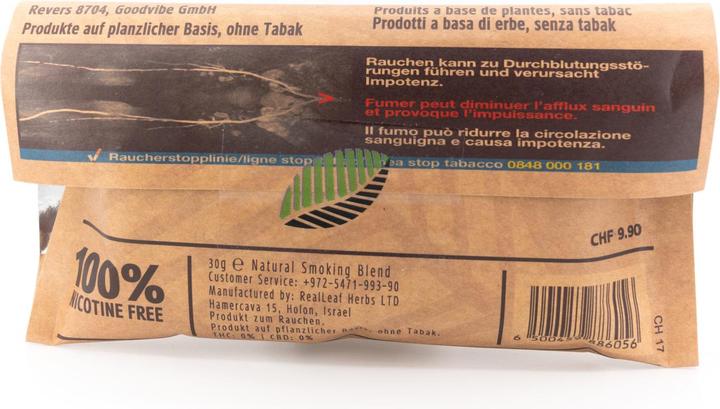 Revers 8704, Goodvibe GmbH
Produkte auf planzlicher Basis, ohne Tabak
Produits à base de plantes, sans tabac
Prodotti a basa di erbe, senza tabak
Rauchen kann zu Durchblutungsstö-
rungen führen und verursacht
Impotenz.
Fumer peut diminuer l'afflux sanguin
et provoque l'impuissance.
Il fumo può ridurre la circolazione
sanguigna e causa impotenza.
Raucherstopplinie/ligne stop stop tabacco 0848 000 181
CHF 9.90
100%
NICOTINE FREE
30g ℮ Natural Smoking Blend
Customer Service: +972-5471-993-90
Manufactured by: RealLeaf Herbs LTD
Hamercava 15, Holon, Israel
Produkt zum Rauchen,
Produkt auf pflanzlicher ohne Tabak.
THC: 0% | CBD: 0%
CH 17